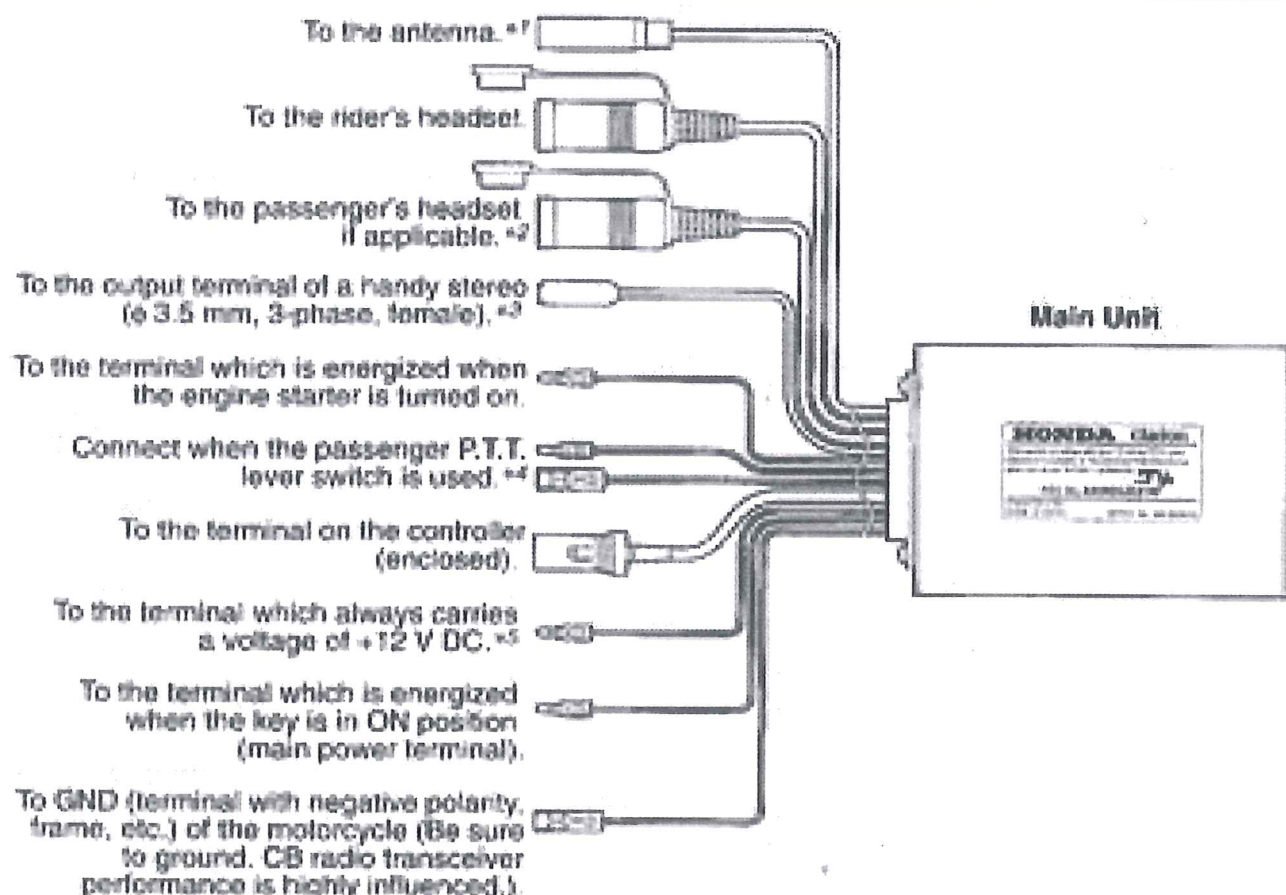 To the antenna. *1
To the rider's headset.
To the passenger's headset
if applicable. *2
To the output terminal of a handy stereo
(ϕ 3.5 mm, 3-phase, female). *3
To the terminal which is energized when
the engine starter is turned on.
Connect when the passenger P.T.T.
lever switch is used. *4
To the terminal on the controller
(enclosed).
To the terminal which always carries
a voltage of +12 V DC. *5
To the terminal which is energized
when the key is in ON position
(main power terminal).
To GND (terminal with negative polarity,
frame, etc.) of the motorcycle (Be sure
to ground. CB radio transceiver
performance is highly influenced.).
Main Unit
HONDA Clarion